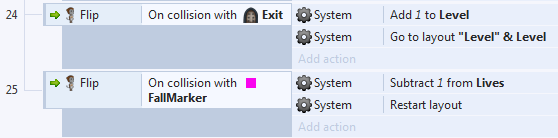 24 Flip On collision with Exit System Add 1 to Level
System Go to layout "Level" & Level
Add action
25 Flip On collision with System Subtract 1 from Lives
FallMarker System Restart layout
Add action